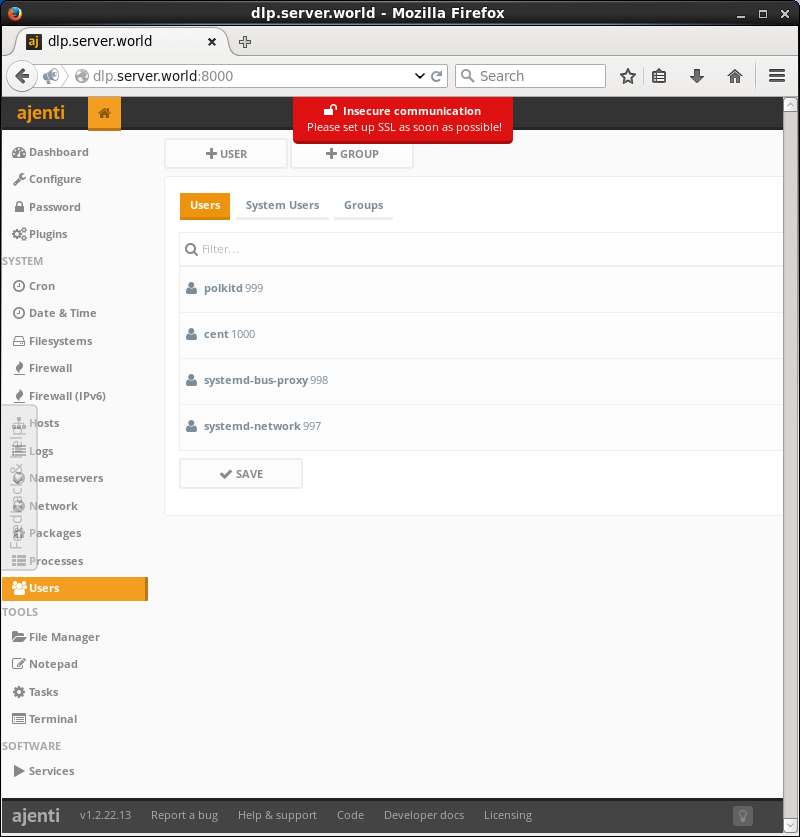 dlp.server.world - Mozilla Firefox
aj dlp.server.world
dlp.server.world:8000
Search
ajenti
Insecure communication
Please set up SSL as soon as possible!
Dashboard
Configure
Password
Plugins
SYSTEM
Cron
Date & Time
Filesystems
Firewall
Firewall (IPv6)
Hosts
Logs
Nameservers
Network
Packages
Processes
Users
TOOLS
File Manager
Notepad
Tasks
Terminal
SOFTWARE
Services
Feedback & Help
USER
GROUP
Users
System Users
Groups
Filter...
polkitd 999
cent 1000
systemd-bus-proxy 998
systemd-network 997
SAVE
ajenti v1.2.22.13 Report a bug Help & support Code Developer docs Licensing